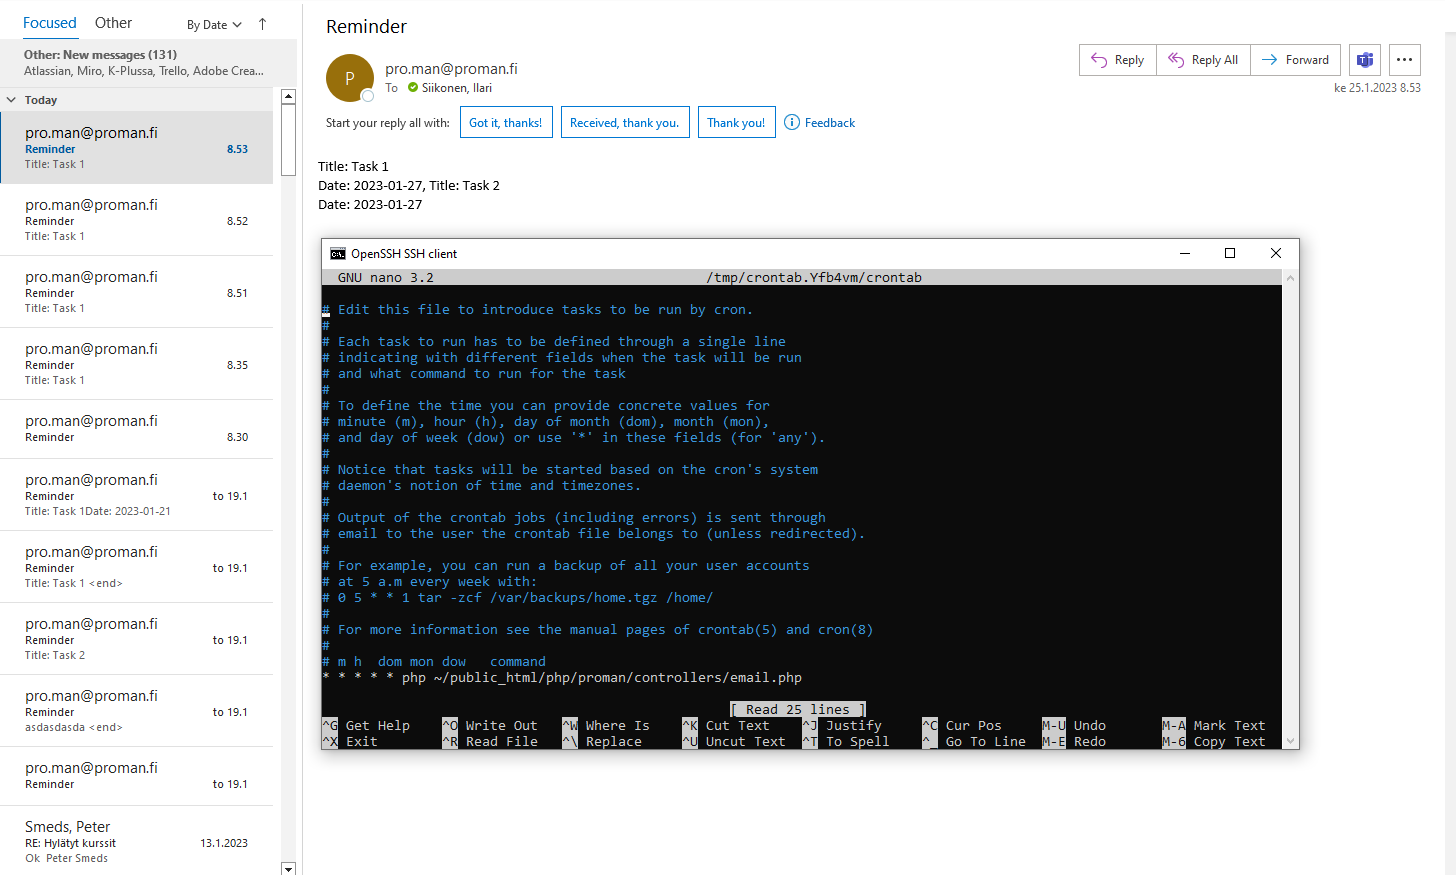 Focused Other By Date
Other: New messages (131)
Atlassian, Miro, K-Plussa, Trello, Adobe Crea...
Today
pro.man@proman.fi
Reminder 8.53
Title: Task 1
pro.man@proman.fi
Reminder 8.52
Title: Task 1
pro.man@proman.fi
Reminder 8.51
Title: Task 1
pro.man@proman.fi
Reminder 8.35
Title: Task 1
pro.man@proman.fi
Reminder 8.30
pro.man@proman.fi
Reminder to 19.1
Title: Task 1Date: 2023-01-21
pro.man@proman.fi
Reminder to 19.1
Title: Task 1 <end>
pro.man@proman.fi
Reminder to 19.1
Title: Task 2
pro.man@proman.fi
Reminder to 19.1
asdasdasda <end>
pro.man@proman.fi
Reminder to 19.1
Smeds, Peter
RE: Hylätyt kurssit 13.1.2023
Ok Peter Smeds
Reminder
P
pro.man@proman.fi
To Siikonen, Ilari
Reply Reply All Forward
ke 25.1.2023 8.53
Start your reply all with: Got it, thanks! Received, thank you. Thank you! Feedback
Title: Task 1
Date: 2023-01-27, Title: Task 2
Date: 2023-01-27
OpenSSH SSH client
GNU nano 3.2 /tmp/crontab.Yfb4vm/crontab
# Edit this file to introduce tasks to be run by cron.
#
# Each task to run has to be defined through a single line
# indicating with different fields when the task will be run
# and what command to run for the task
#
# To define the time you can provide concrete values for
# minute (m), hour (h), day of month (dom), month (mon),
# and day of week (dow) or use '*' in these fields (for 'any').
#
# Notice that tasks will be started based on the cron's system
# daemon's notion of time and timezones.
#
# Output of the crontab jobs (including errors) is sent through
# email to the user the crontab file belongs to (unless redirected).
#
# For example, you can run a backup of all your user accounts
# at 5 a.m every week with:
# 0 5 * * 1 tar -zcf /var/backups/home.tgz /home/
#
# For more information see the manual pages of crontab(5) and cron(8)
#
# m h  dom mon dow   command
* * * * * php ~/public_html/php/proman/controllers/email.php
[ Read 25 lines ]
^G Get Help ^O Write Out ^W Where Is ^K Cut Text ^J Justify ^C Cur Pos M-U Undo M-A Mark Text
^X Exit ^R Read File ^\ Replace ^U Uncut Text ^T To Spell ^_ Go To Line M-E Redo M-6 Copy Text